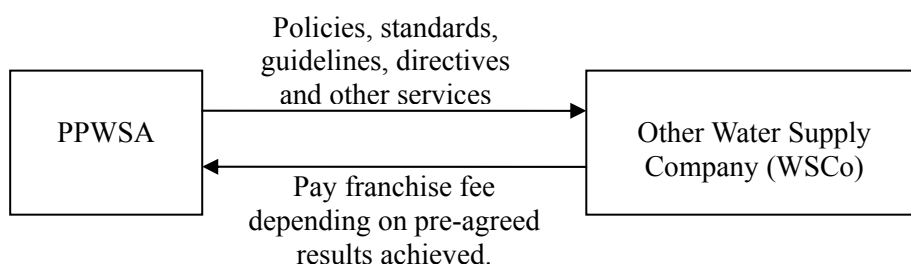 Policies, standards,
guidelines, directives
and other services
PPWSA
Other Water Supply
Company (WSCo)
Pay franchise fee
depending on pre-agreed
results achieved.